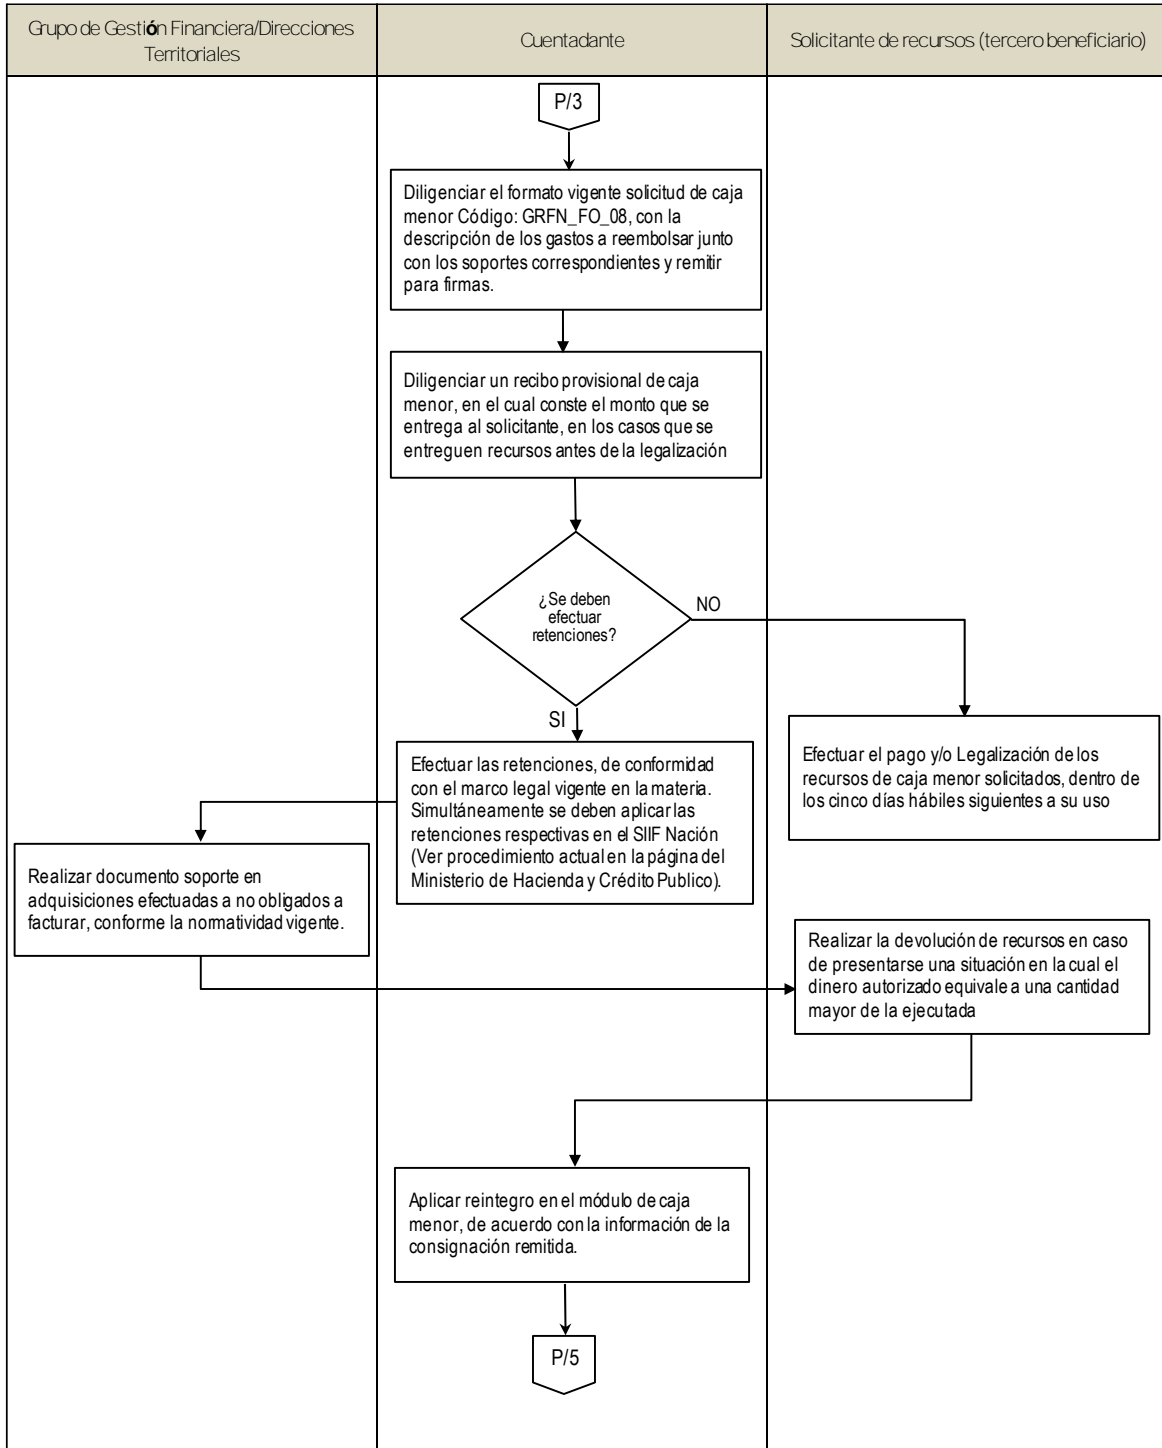 Grupo de Gestión Financiera/Direcciones
Territoriales
Cuentadante
Solicitante de recursos (tercero beneficiario)
P/3
Diligenciar el formato vigente solicitud de caja
menor Código: GRFN_FO_08, con la
descripción de los gastos a reembolsar junto
con los soportes correspondientes y remitir
para firmas.
Diligenciar un recibo provisional de caja
menor, en el cual conste el monto que se
entrega al solicitante, en los casos que se
entreguen recursos antes de la legalización
¿Se deben
efectuar
retenciones?
NO
SI
Efectuar el pago y/o Legalización de los
recursos de caja menor solicitados, dentro de
los cinco días hábiles siguientes a su uso
Efectuar las retenciones, de conformidad
con el marco legal vigente en la materia.
Simultáneamente se deben aplicar las
retenciones respectivas en el SIIF Nación
(Ver procedimiento actual en la página del
Ministerio de Hacienda y Crédito Publico).
Realizar documento soporte en
adquisiciones efectuadas a no obligados a
facturar, conforme la normatividad vigente.
Realizar la devolución de recursos en caso
de presentarse una situación en la cual el
dinero autorizado equivale a una cantidad
mayor de la ejecutada
Aplicar reintegro en el módulo de caja
menor, de acuerdo con la información de la
consignación remitida.
P/5